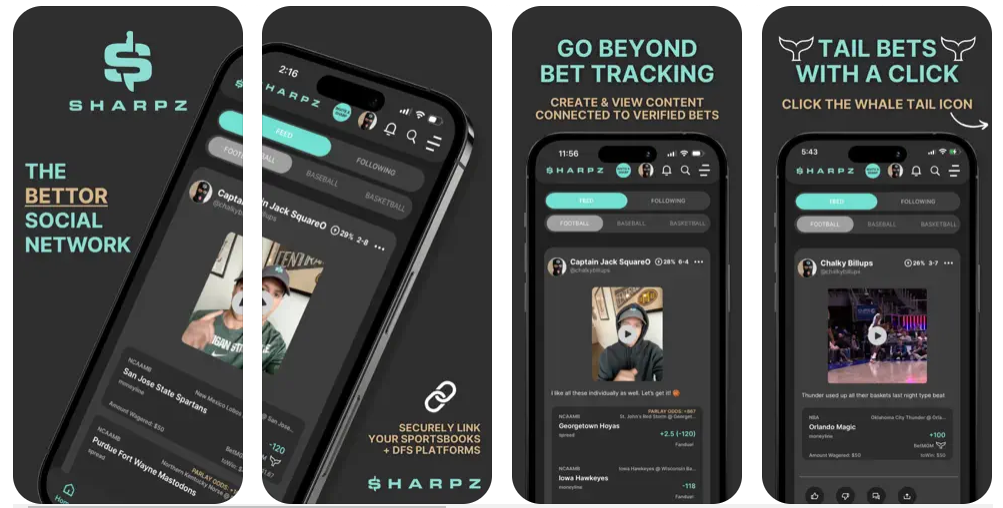 SHARPZ
THE
BETTOR
SOCIAL
NETWORK
2:16
SHARPZ
FEED
FOLLOWING
FOOTBALL
BASEBALL
BASKETBALL
Captain Jack SquareO 29% 2-8
@chalkybillups
NCAAMB
San Jose State Spartans
moneyline
New Mexico Lobos @ San Jose...
-120
Amount Wagered: $50
NCAAMB
PARLAY ODDS:
Purdue Fort Wayne Mastodons
Northern Kentucky Norse @
spread
SECURELY LINK
YOUR SPORTSBOOKS
+ DFS PLATFORMS
$HARPZ
GO BEYOND
BET TRACKING
CREATE & VIEW CONTENT
CONNECTED TO VERIFIED BETS
11:56
$HARPZ
FEED
FOLLOWING
FOOTBALL
BASEBALL
BASKETBALL
Captain Jack SquareO 28% 6-4
@chalkybillups
I like all these individually as well. Let's get it!
PARLAY ODDS: +867
NCAAMB
St. John's Red Storm @ Georget...
Georgetown Hoyas
spread
+2.5 (-120)
Fanduel
NCAAMB
Iowa Hawkeyes @ Wisconsin Ba...
Iowa Hawkeyes
moneyline
-118
Fanduel
TAIL BETS
WITH A CLICK
CLICK THE WHALE TAIL ICON
5:43
$HARPZ
FEED
FOLLOWING
FOOTBALL
BASEBALL
BASKETBALL
Chalky Billups 26% 3-7
@chalkybillups
Thunder used up all their baskets last night type beat
NBA
Oklahoma City Thunder @ Orla...
Orlando Magic
moneyline
+100
BetMGM
Amount Wagered: $50
toWin: $50